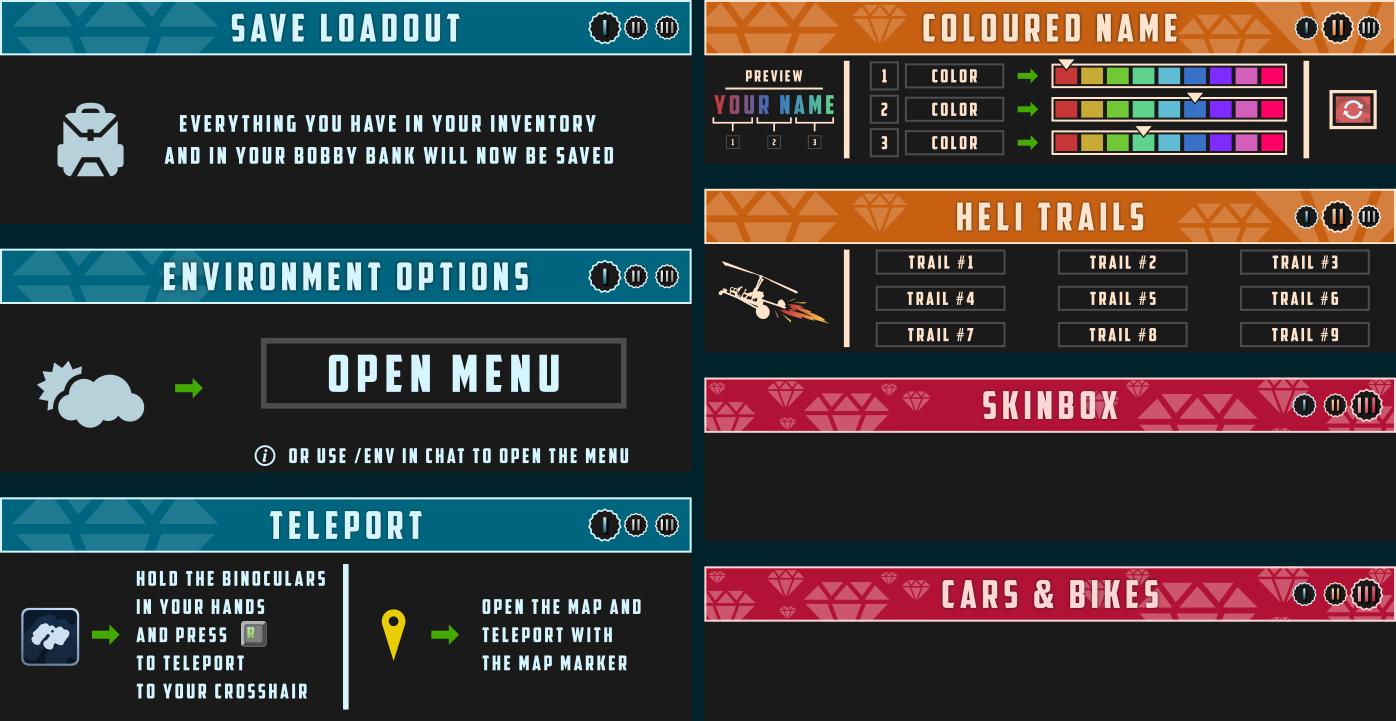 SAVE LOADOUT
I II III
EVERYTHING YOU HAVE IN YOUR INVENTORY
AND IN YOUR BOBBY BANK WILL NOW BE SAVED
ENVIRONMENT OPTIONS
I II III
OPEN MENU
i OR USE /ENV IN CHAT TO OPEN THE MENU
TELEPORT
I II III
HOLD THE BINOCULARS
IN YOUR HANDS
AND PRESS R
TO TELEPORT
TO YOUR CROSSHAIR
OPEN THE MAP AND
TELEPORT WITH
THE MAP MARKER
COLOURED NAME
I II III
PREVIEW
YOUR NAME
1 2 3
1 COLOR
2 COLOR
3 COLOR
HELI TRAILS
I II III
TRAIL #1 TRAIL #2 TRAIL #3
TRAIL #4 TRAIL #5 TRAIL #6
TRAIL #7 TRAIL #8 TRAIL #9
SKINBOX
I II III
CARS & BIKES
I II III